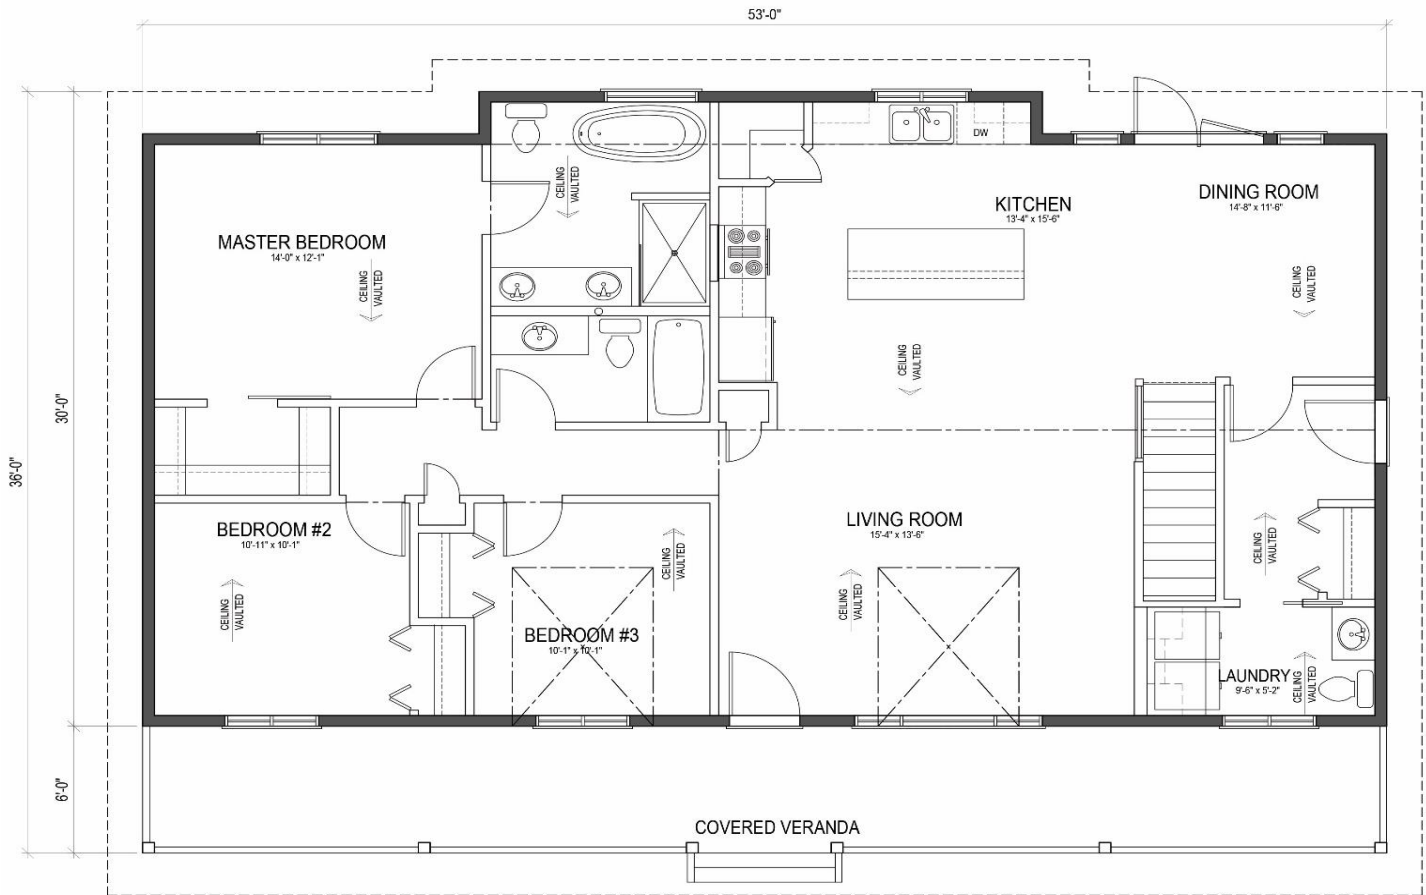 53'-0"
KITCHEN
13'-4" x 15'-6"
DINING ROOM
14'-8" x 11'-6"
DW
CEILING
VAULTED
MASTER BEDROOM
14'-0" x 12'-1"
CEILING
VAULTED
CEILING
VAULTED
CEILING
VAULTED
30'-0"
36'-0"
BEDROOM #2
10'-11" x 10'-1"
CEILING
VAULTED
BEDROOM #3
10'-1" x 10'-1"
CEILING
VAULTED
LIVING ROOM
15'-4" x 13'-6"
CEILING
VAULTED
CEILING
VAULTED
LAUNDRY
9'-6" x 5'-2"
CEILING
VAULTED
6'-0"
COVERED VERANDA